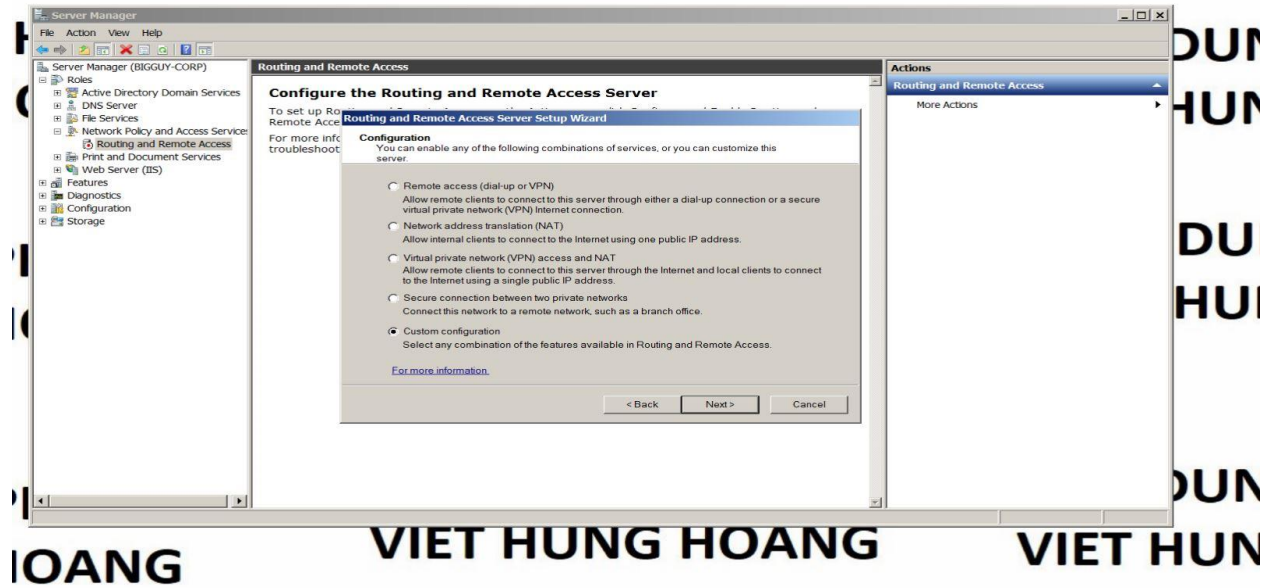 Server Manager
File Action View Help
Server Manager (BIGGUY-CORP)
Roles
Active Directory Domain Services
DNS Server
File Services
Network Policy and Access Service
Routing and Remote Access
Print and Document Services
Web Server (IIS)
Features
Diagnostics
Configuration
Storage
Routing and Remote Access
Configure the Routing and Remote Access Server
To set up Ro
Remote Acce
For more info
troubleshoot
Routing and Remote Access Server Setup Wizard
Configuration
You can enable any of the following combinations of services, or you can customize this
server.
Remote access (dial-up or VPN)
Allow remote clients to connect to this server through either a dial-up connection or a secure
virtual private network (VPN) Internet connection.
Network address translation (NAT)
Allow internal clients to connect to the Internet using one public IP address.
Virtual private network (VPN) access and NAT
Allow remote clients to connect to this server through the Internet and local clients to connect
to the Internet using a single public IP address.
Secure connection between two private networks
Connect this network to a remote network, such as a branch office.
Custom configuration
Select any combination of the features available in Routing and Remote Access.
For more information
< Back Next > Cancel
Actions
Routing and Remote Access
More Actions
DUN
HUN
DU
HUI
DUN
VIET HUNG HOANG
VIET HUN
HOANG